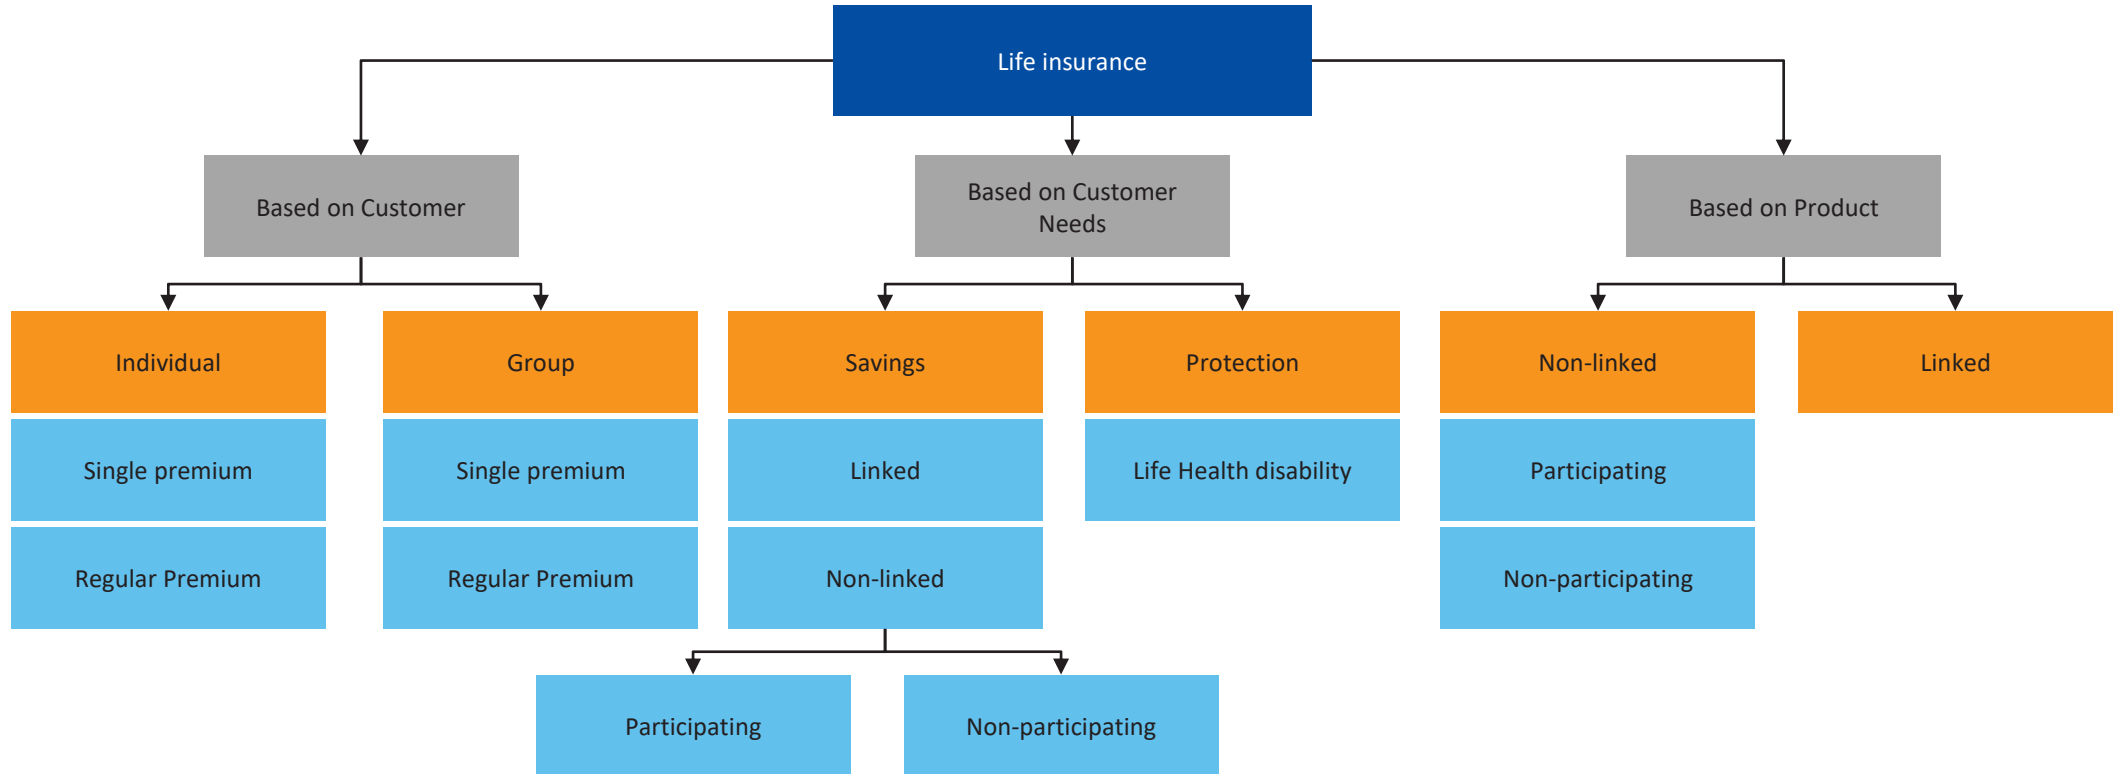 Life insurance
Based on Customer
Based on Customer
Needs
Based on Product
Individual
Group
Savings
Protection
Non-linked
Linked
Single premium
Single premium
Linked
Life Health disability
Participating
Regular Premium
Regular Premium
Non-linked
Non-participating
Participating
Non-participating